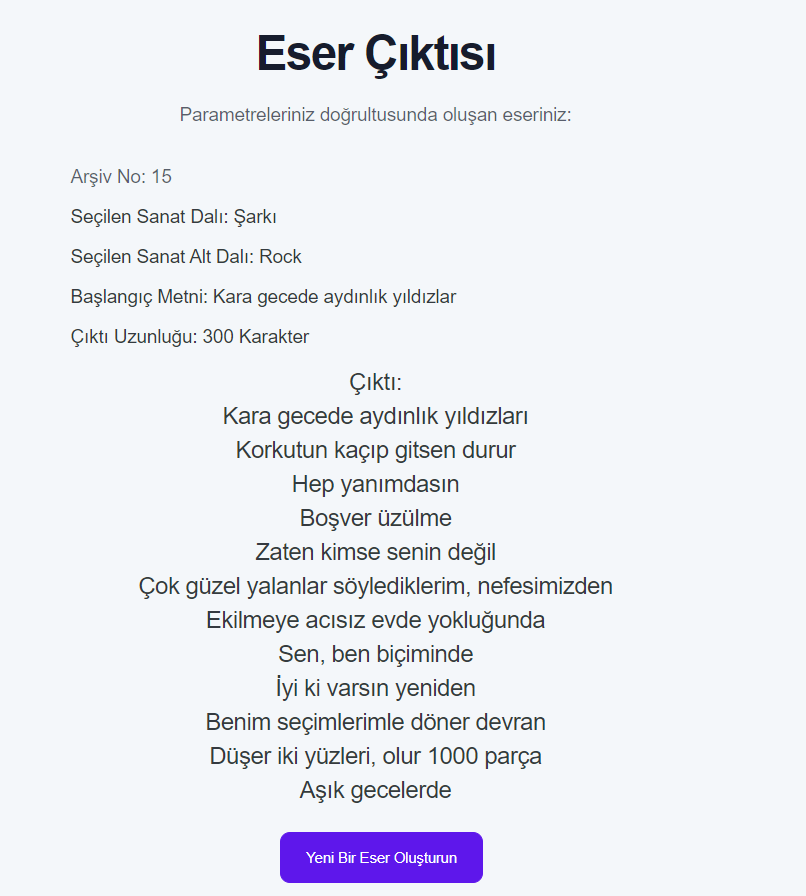 Eser Çıktısı
Parametreleriniz doğrultusunda oluşan eseriniz:
Arşiv No: 15
Seçilen Sanat Dalı: Şarkı
Seçilen Sanat Alt Dalı: Rock
Başlangıç Metni: Kara gecede aydınlık yıldızlar
Çıktı Uzunluğu: 300 Karakter
Çıktı:
Kara gecede aydınlık yıldızları
Korkutun kaçıp gitsen durur
Hep yanımdasın
Boşver üzülme
Zaten kimse senin değil
Çok güzel yalanlar söylediklerim, nefesimizden
Ekilmeye acısız evde yokluğunda
Sen, ben biçiminde
İyi ki varsın yeniden
Benim seçimlerimle döner devran
Düşer iki yüzleri, olur 1000 parça
Aşık gecelerde
Yeni Bir Eser Oluşturun